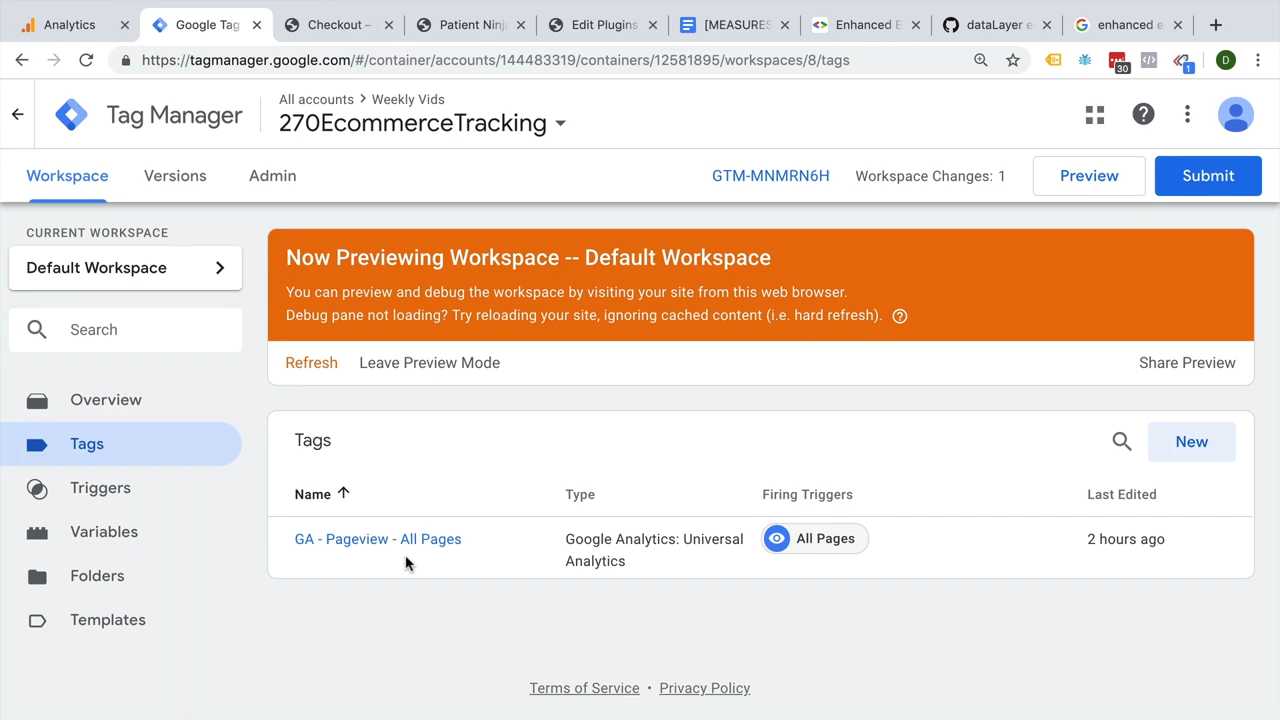 Analytics
Google Tag
Checkout –
Patient Ninj
Edit Plugins
[MEASURES
Enhanced E
dataLayer e
enhanced e
https://tagmanager.google.com/#/container/accounts/144483319/containers/12581895/workspaces/8/tags
30
1
D
Tag Manager
All accounts > Weekly Vids
270EcommerceTracking
Workspace
Versions
Admin
GTM-MNMRN6H
Workspace Changes: 1
Preview
Submit
CURRENT WORKSPACE
Default Workspace
Search
Overview
Tags
Triggers
Variables
Folders
Templates
Now Previewing Workspace -- Default Workspace
You can preview and debug the workspace by visiting your site from this web browser.
Debug pane not loading? Try reloading your site, ignoring cached content (i.e. hard refresh).
Refresh
Leave Preview Mode
Share Preview
Tags
New
Name
Type
Firing Triggers
Last Edited
GA - Pageview - All Pages
Google Analytics: Universal
Analytics
All Pages
2 hours ago
Terms of Service • Privacy Policy